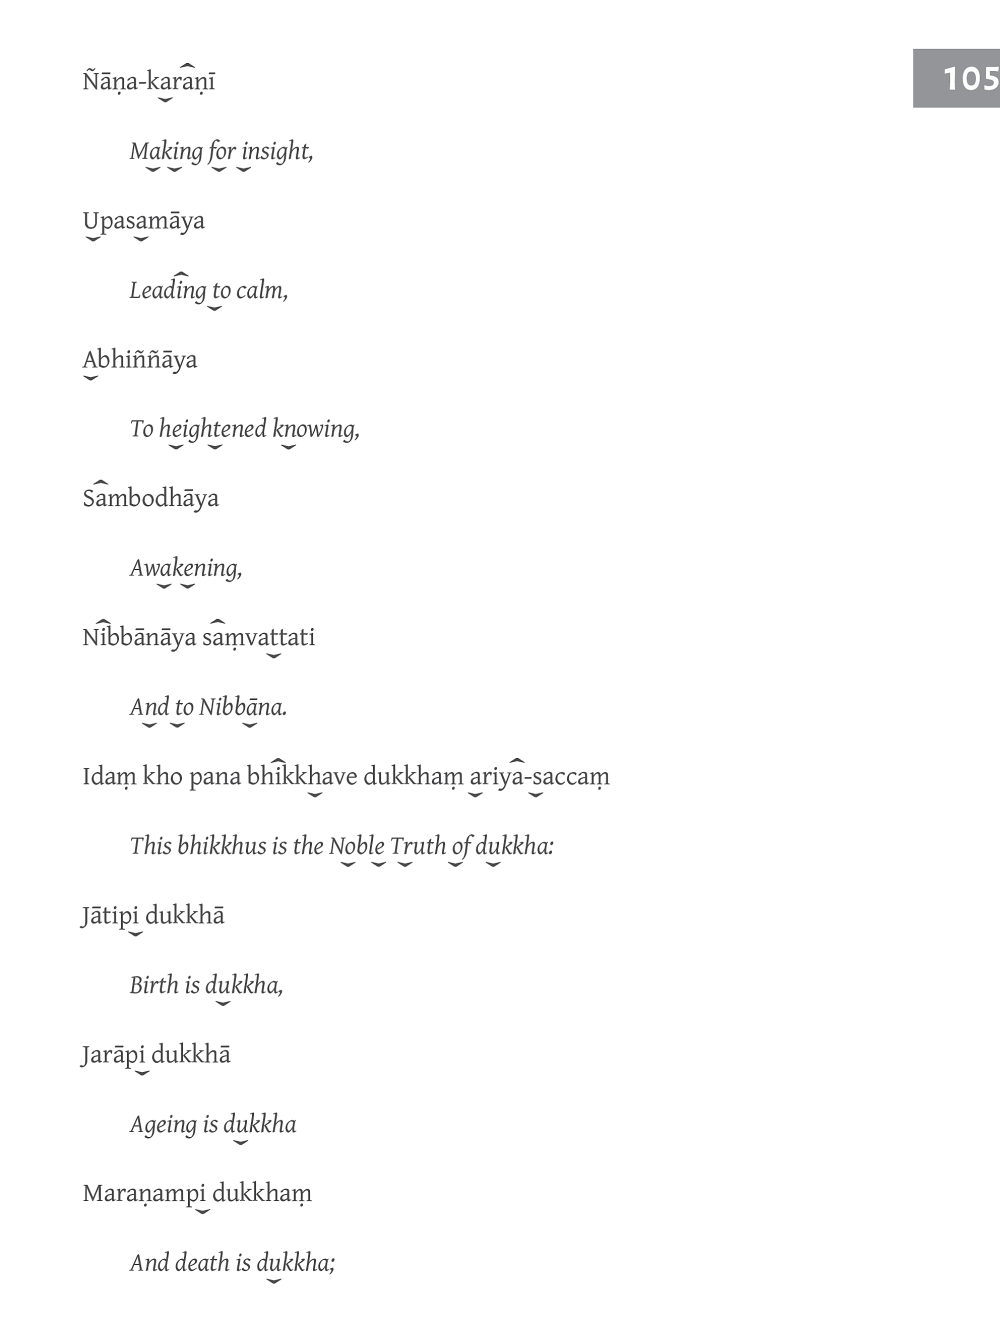 105
Ñāṇa-karaṇī
Making for insight,
Upasamāya
Leading to calm,
Abhiññāya
To heightened knowing,
Sambodhāya
Awakening,
Nibbānāya saṃvattati
And to Nibbāna.
Idaṃ kho pana bhikkhave dukkhaṃ ariya-saccaṃ
This bhikkhus is the Noble Truth of dukkha:
Jātipi dukkhā
Birth is dukkha,
Jarāpi dukkhā
Ageing is dukkha
Maraṇampi dukkhaṃ
And death is dukkha;